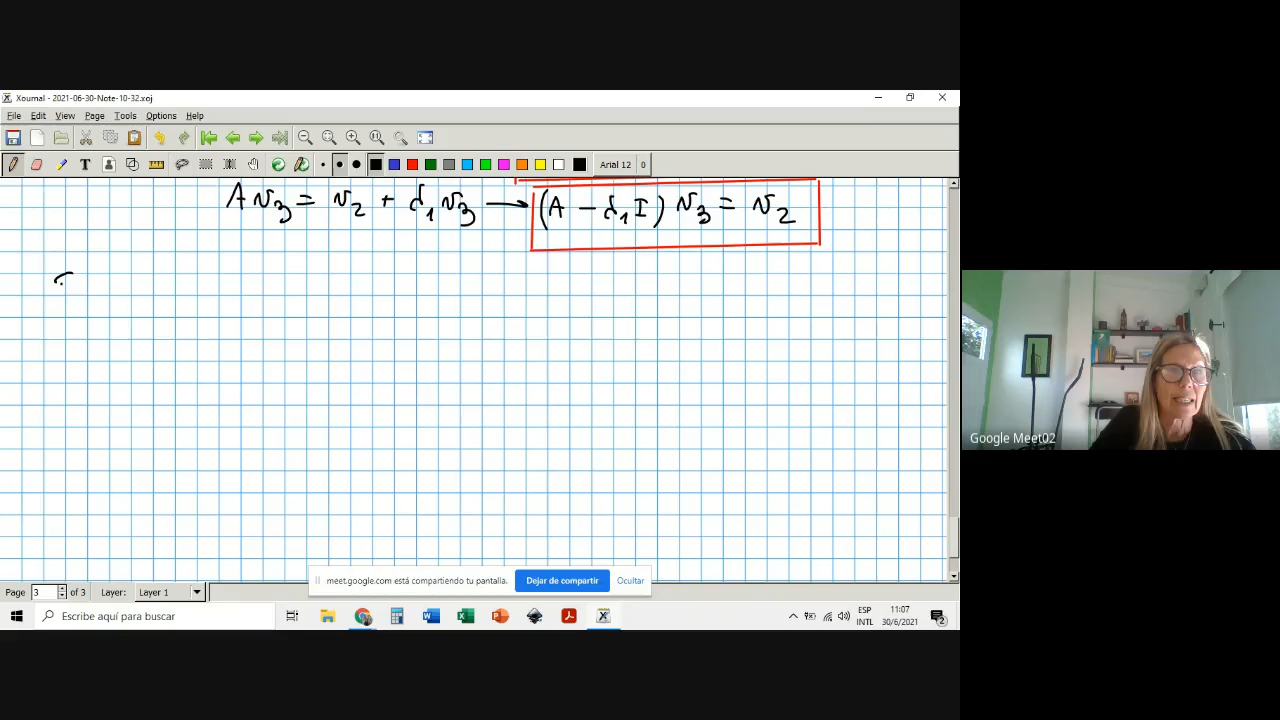 Xournal - 2021-06-30-Note-10-32.xoj
File Edit View Page Tools Options Help
Arial 12 0
A v₃ = v₂ + λ₁ v₃ → (A − λ₁ I) v₃ = v₂
Google Meet02
meet.google.com está compartiendo tu pantalla. Dejar de compartir Ocultar
Page 3 of 3 Layer: Layer 1
Escribe aquí para buscar
ESP
INTL
11:07
30/6/2021
2